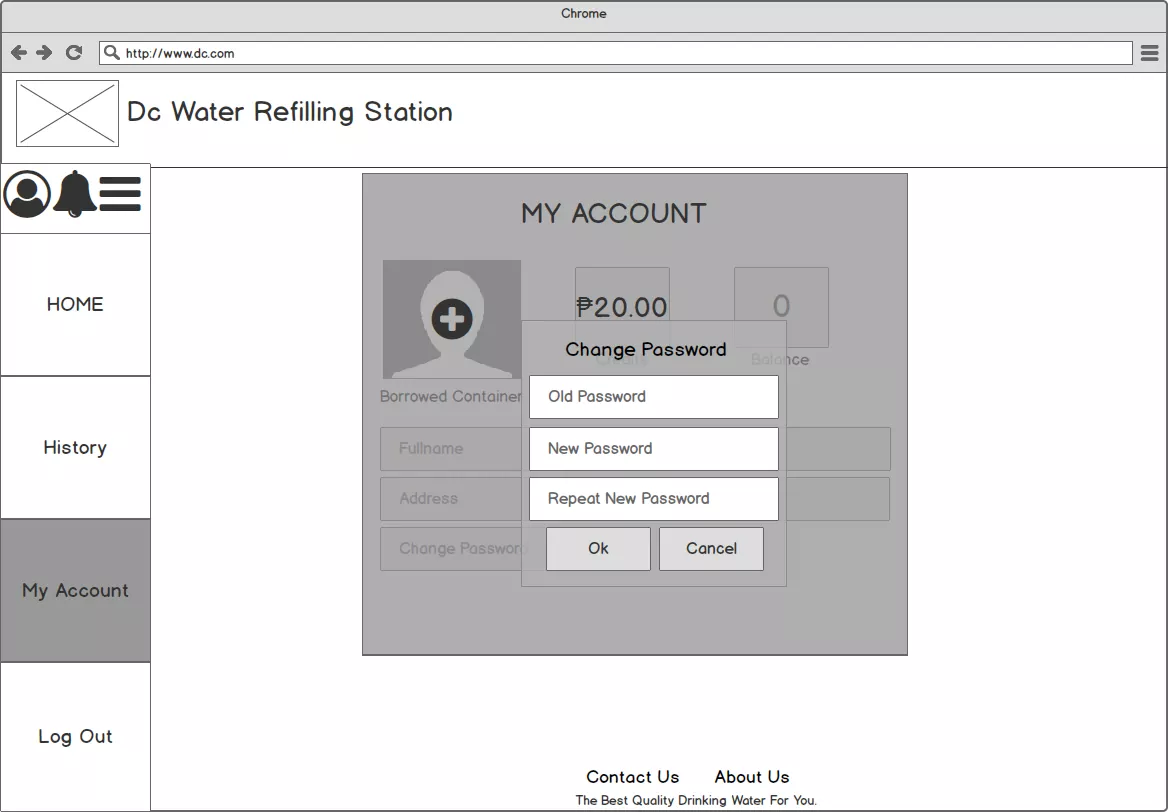 Chrome
http://www.dc.com
Dc Water Refilling Station
HOME
History
My Account
Log Out
MY ACCOUNT
₱20.00
0
Balance
Borrowed Container
Fullname
Address
Change Password
Change Password
Old Password
New Password
Repeat New Password
Ok
Cancel
Contact Us
About Us
The Best Quality Drinking Water For You.